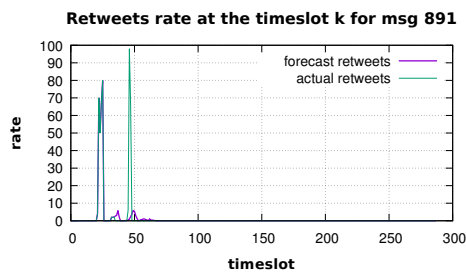 Retweets rate at the timeslot k for msg 891
100
90
80
70
60
50
40
30
20
10
0
rate
forecast retweets
actual retweets
0 50 100 150 200 250 300
timeslot